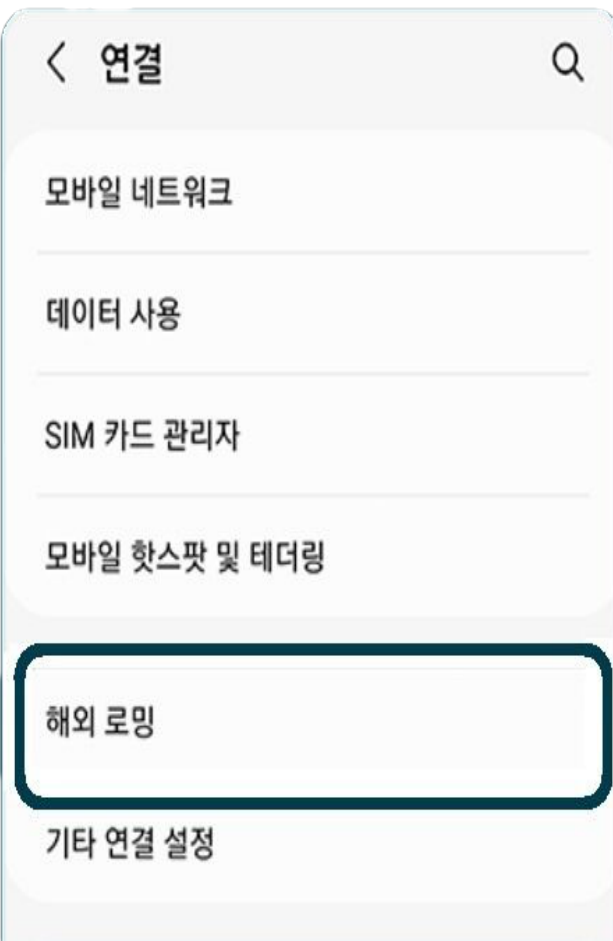 연결
모바일 네트워크
데이터 사용
SIM 카드 관리자
모바일 핫스팟 및 테더링
해외 로밍
기타 연결 설정